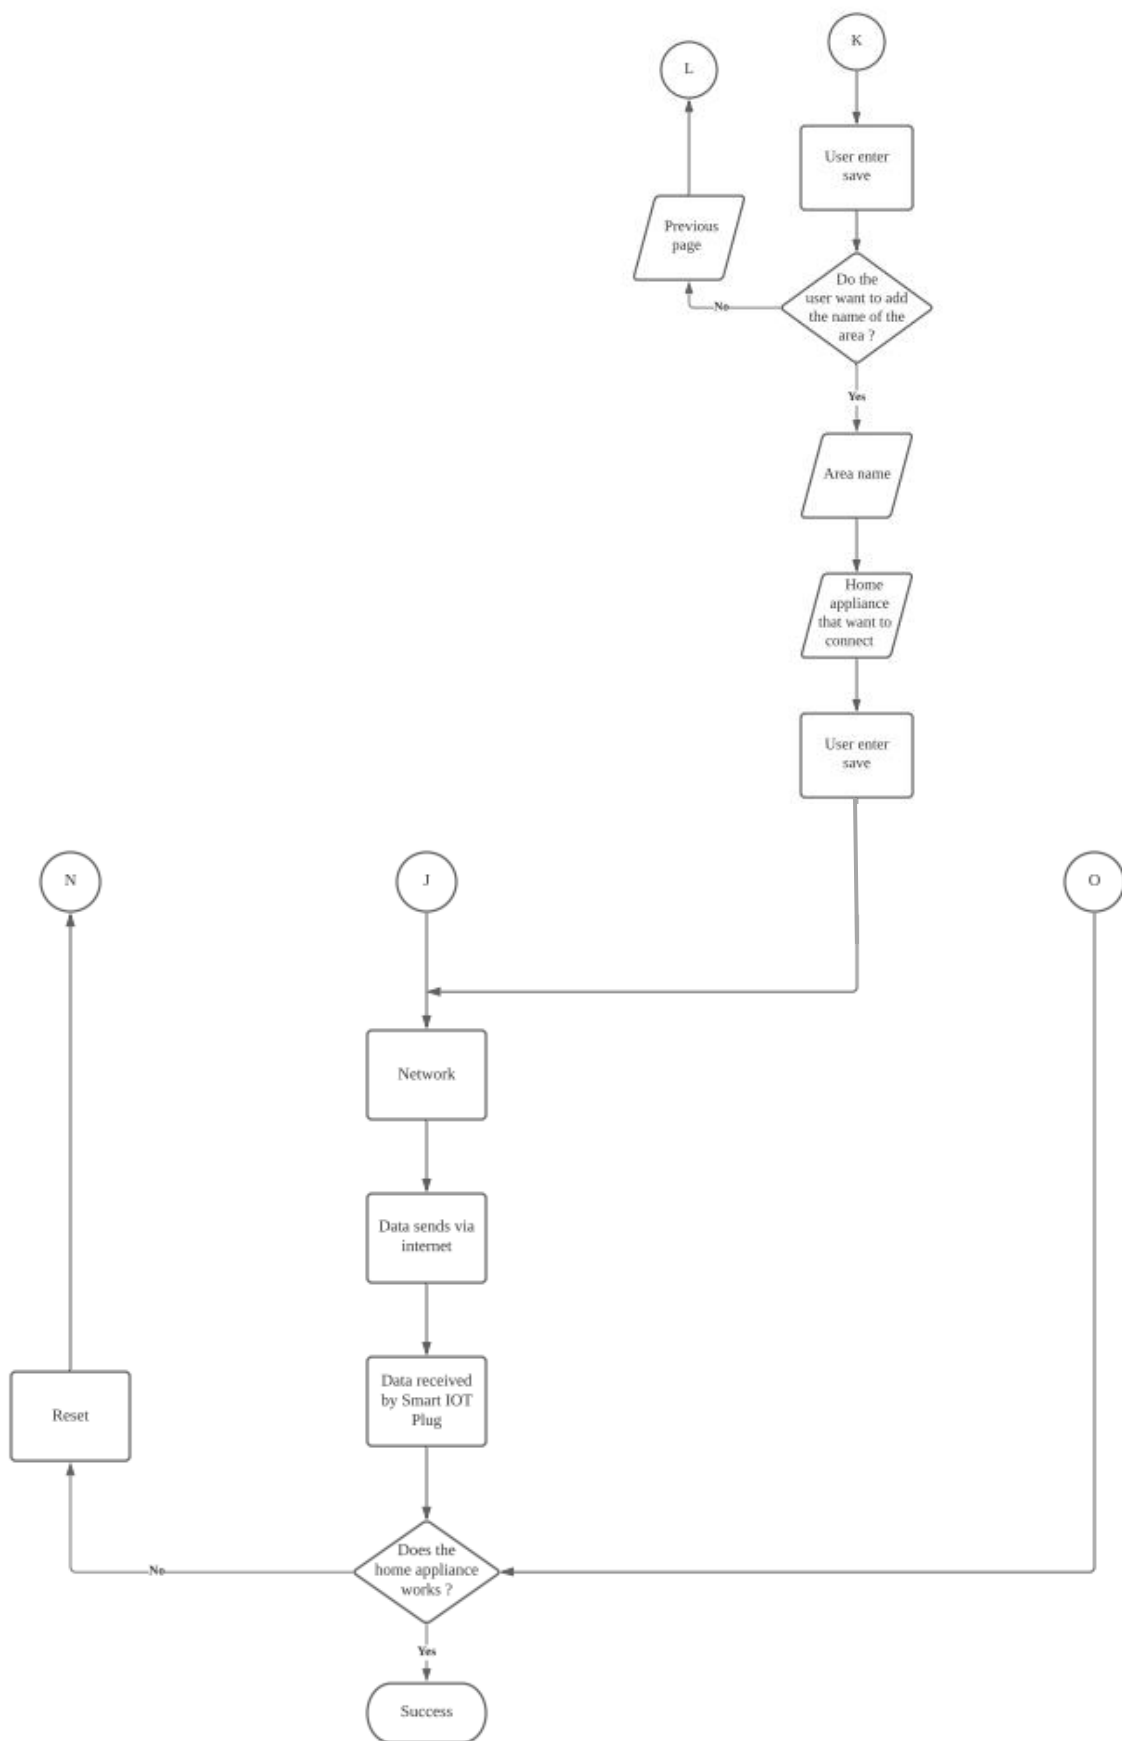 K
L
User enter
save
Previous
page
Do the
user want to add
the name of the
area ?
No
Yes
Area name
Home
appliance
that want to
connect
User enter
save
N
J
O
Network
Data sends via
internet
Data received
by Smart IOT
Plug
Reset
Does the
home appliance
works ?
No
Yes
Success